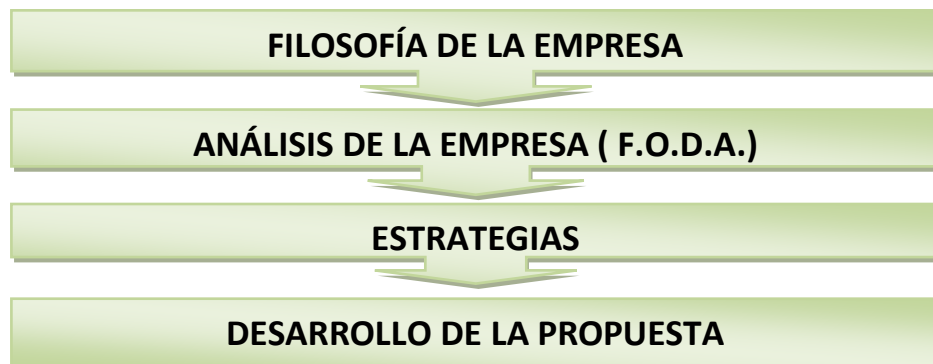 FILOSOFÍA DE LA EMPRESA
ANÁLISIS DE LA EMPRESA ( F.O.D.A.)
ESTRATEGIAS
DESARROLLO DE LA PROPUESTA